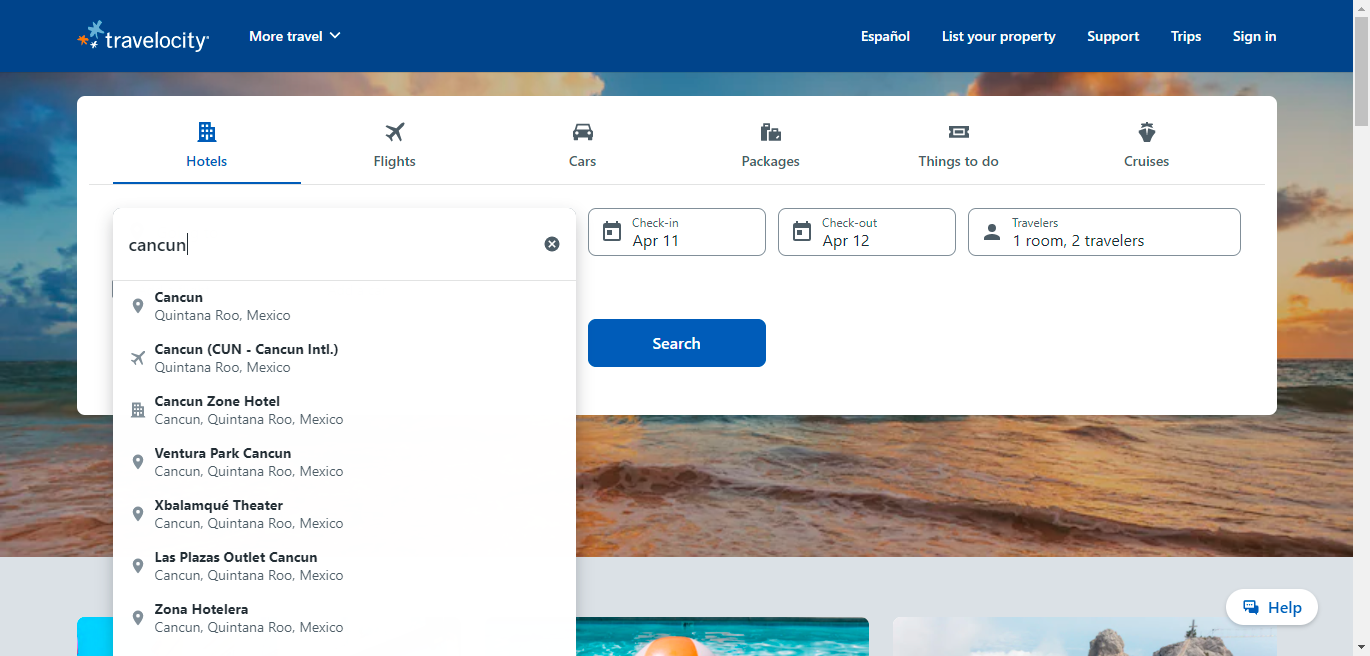 travelocity
More travel
Español
List your property
Support
Trips
Sign in
Hotels
Flights
Cars
Packages
Things to do
Cruises
cancun
Check-in
Apr 11
Check-out
Apr 12
Travelers
1 room, 2 travelers
Cancun
Quintana Roo, Mexico
Cancun (CUN - Cancun Intl.)
Quintana Roo, Mexico
Cancun Zone Hotel
Cancun, Quintana Roo, Mexico
Ventura Park Cancun
Cancun, Quintana Roo, Mexico
Xbalamqué Theater
Cancun, Quintana Roo, Mexico
Las Plazas Outlet Cancun
Cancun, Quintana Roo, Mexico
Zona Hotelera
Cancun, Quintana Roo, Mexico
Search
Help